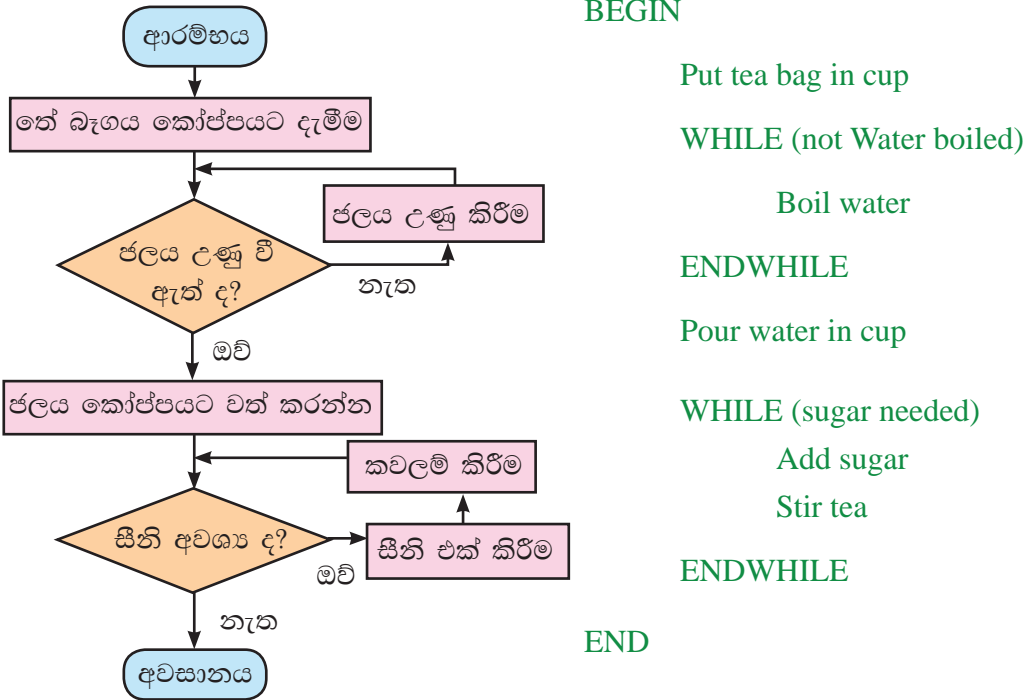 ආරම්භය
තේ බෑගය කෝප්පයට දැමීම
ජලය උණු කිරීම
ජලය උණු වී
ඇත් ද?
නැත
ඔව්
ජලය කෝප්පයට වත් කරන්න
කවලම් කිරීම
සීනි අවශ්‍ය ද?
සීනි එක් කිරීම
ඔව්
නැත
අවසානය
BEGIN
Put tea bag in cup
WHILE (not Water boiled)
Boil water
ENDWHILE
Pour water in cup
WHILE (sugar needed)
Add sugar
Stir tea
ENDWHILE
END